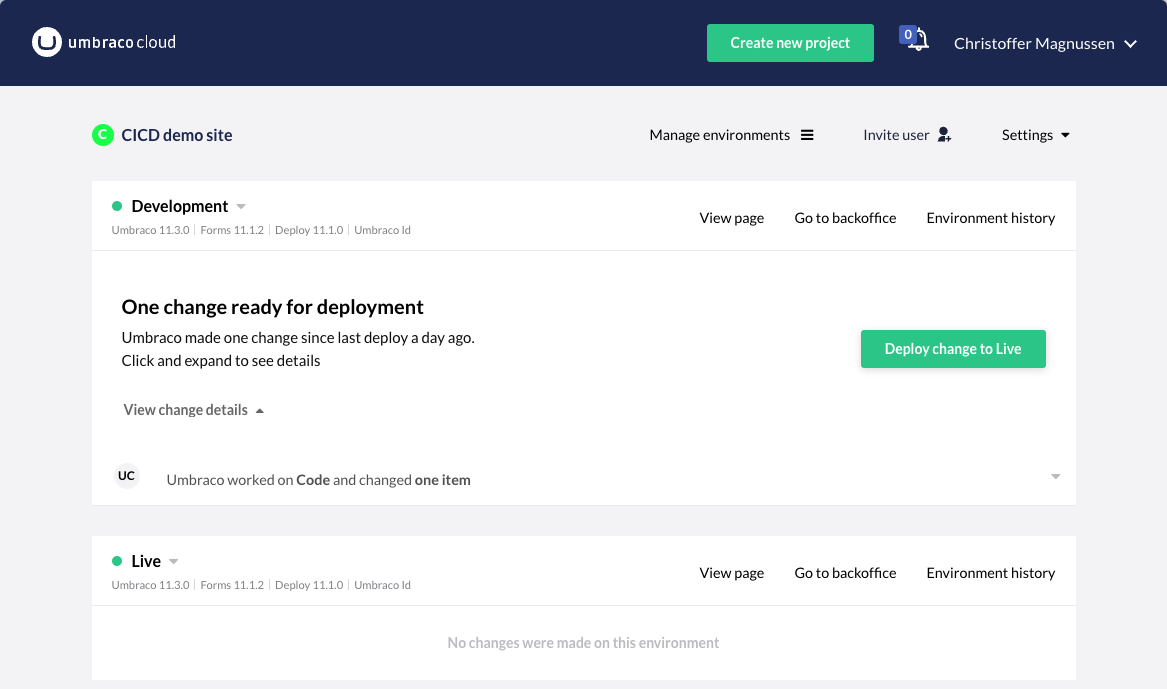 umbraco cloud
Create new project
0
Christoffer Magnussen
C
CICD demo site
Manage environments
Invite user
Settings
Development
View page
Go to backoffice
Environment history
Umbraco 11.3.0 | Forms 11.1.2 | Deploy 11.1.0 | Umbraco Id
One change ready for deployment
Umbraco made one change since last deploy a day ago.
Click and expand to see details
Deploy change to Live
View change details
UC
Umbraco worked on Code and changed one item
Live
View page
Go to backoffice
Environment history
Umbraco 11.3.0 | Forms 11.1.2 | Deploy 11.1.0 | Umbraco Id
No changes were made on this environment